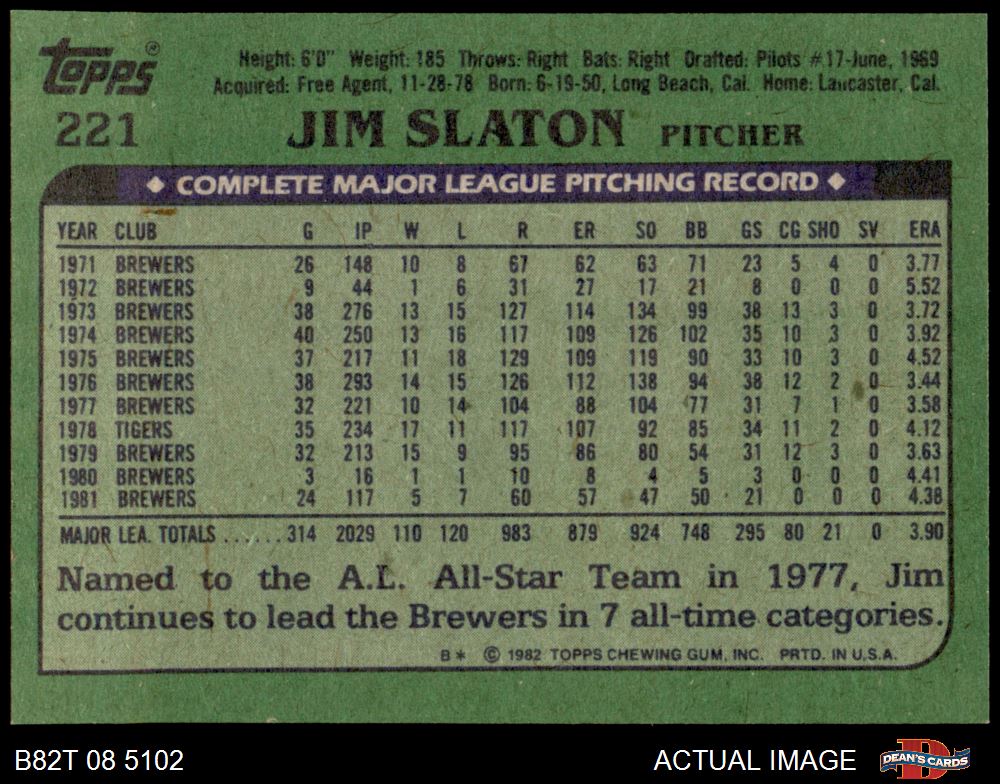 Topps®
Height: 6'0" Weight: 185 Throws: Right Bats: Right Drafted: Pilots #17-June, 1969
Acquired: Free Agent, 11-28-78 Born: 6-19-50, Long Beach, Cal. Home: Lancaster, Cal.
221 JIM SLATON PITCHER
◆ COMPLETE MAJOR LEAGUE PITCHING RECORD ◆
YEAR CLUB G IP W L R ER SO BB GS CG SHO SV ERA
1971 BREWERS 26 148 10 8 67 62 63 71 23 5 4 0 3.77
1972 BREWERS 9 44 1 6 31 27 17 21 8 0 0 0 5.52
1973 BREWERS 38 276 13 15 127 114 134 99 38 13 3 0 3.72
1974 BREWERS 40 250 13 16 117 109 126 102 35 10 3 0 3.92
1975 BREWERS 37 217 11 18 129 109 119 90 33 10 3 0 4.52
1976 BREWERS 38 293 14 15 126 112 138 94 38 12 2 0 3.44
1977 BREWERS 32 221 10 14 104 88 104 77 31 7 1 0 3.58
1978 TIGERS 35 234 17 11 117 107 92 85 34 11 2 0 4.12
1979 BREWERS 32 213 15 9 95 86 80 54 31 12 3 0 3.63
1980 BREWERS 3 16 1 1 10 8 4 5 3 0 0 0 4.41
1981 BREWERS 24 117 5 7 60 57 47 50 21 0 0 0 4.38
MAJOR LEA. TOTALS ...... 314 2029 110 120 983 879 924 748 295 80 21 0 3.90
Named to the A.L. All-Star Team in 1977, Jim
continues to lead the Brewers in 7 all-time categories.
B* © 1982 TOPPS CHEWING GUM, INC. PRTD. IN U.S.A.
B82T 08 5102 ACTUAL IMAGE DEAN'S CARDS